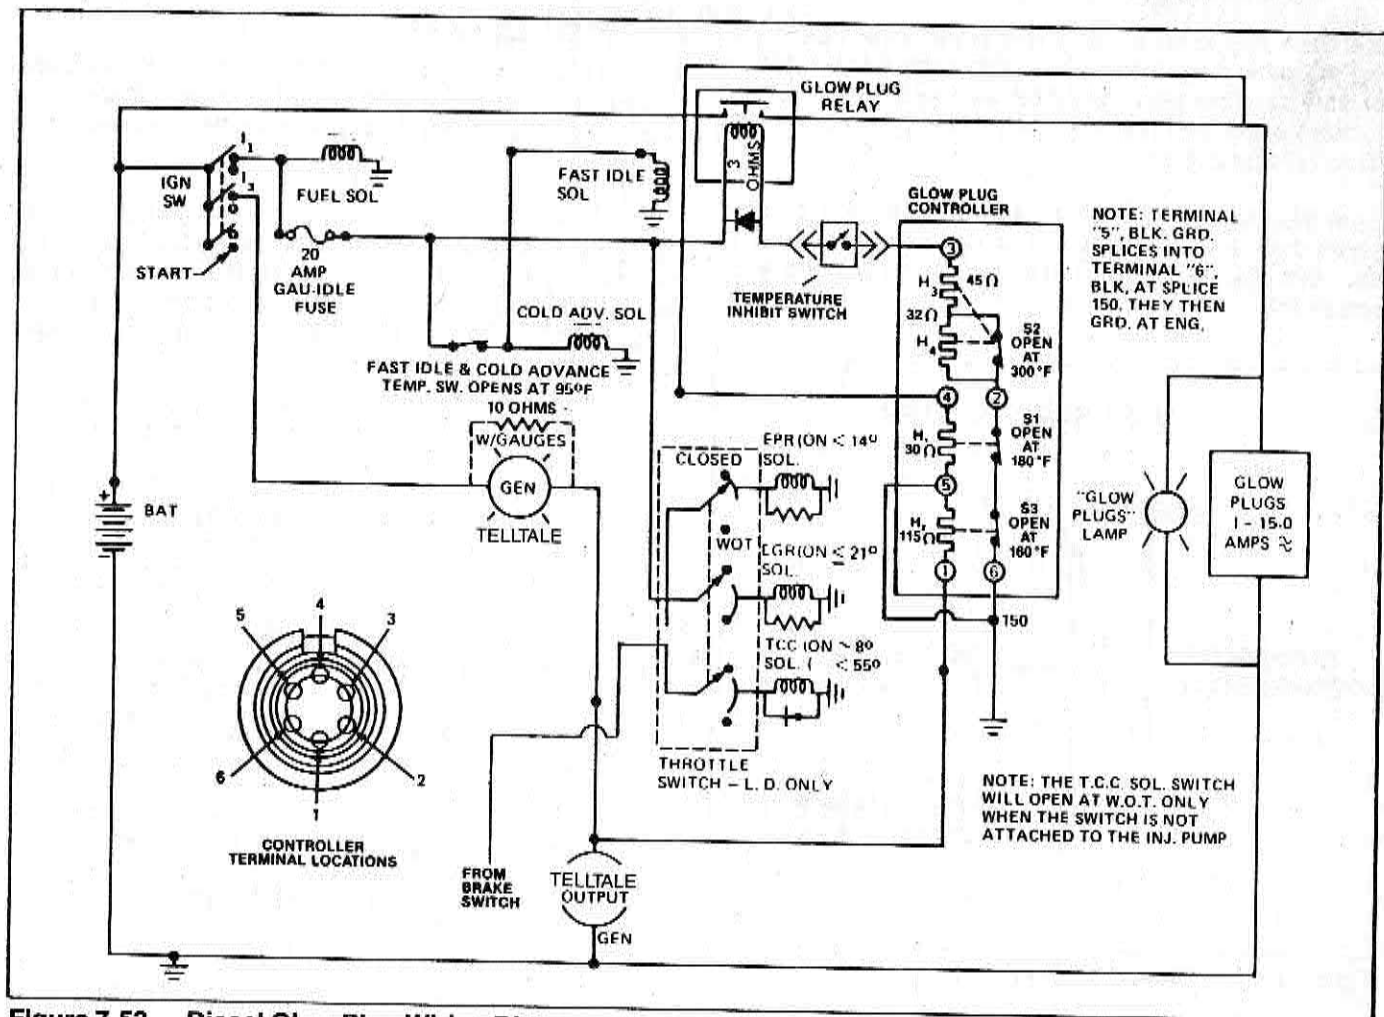 GLOW PLUG
RELAY
3
OHMS
IGN
SW
1
1
1
3
START
FUEL SOL
20
AMP
GAU-IDLE
FUSE
FAST IDLE
SOL
COLD ADV. SOL
FAST IDLE & COLD ADVANCE
TEMP. SW. OPENS AT 95°F
10 OHMS
W/GAUGES
GEN
TELLTALE
TEMPERATURE
INHIBIT SWITCH
GLOW PLUG
CONTROLLER
3
H3
45Ω
32Ω
H4
S2
OPEN
AT
300°F
4
2
H,
30Ω
S1
OPEN
AT
180°F
5
H,
115Ω
S3
OPEN
AT
160°F
1
6
150
NOTE: TERMINAL
"5", BLK. GRD.
SPLICES INTO
TERMINAL "6",
BLK, AT SPLICE
150, THEY THEN
GRD. AT ENG.
"GLOW
PLUGS"
LAMP
GLOW
PLUGS
1 - 15.0
AMPS
+
BAT
-
CLOSED
WOT
EPR (ON < 14°
SOL.
EGR (ON ≤ 21°
SOL.
TCC (ON ~ 8°
SOL. ( < 55°
THROTTLE
SWITCH – L. D. ONLY
5
4
3
6
1
2
CONTROLLER
TERMINAL LOCATIONS
FROM
BRAKE
SWITCH
TELLTALE
OUTPUT
GEN
NOTE: THE T.C.C. SOL. SWITCH
WILL OPEN AT W.O.T. ONLY
WHEN THE SWITCH IS NOT
ATTACHED TO THE INJ. PUMP
Figure 7-52